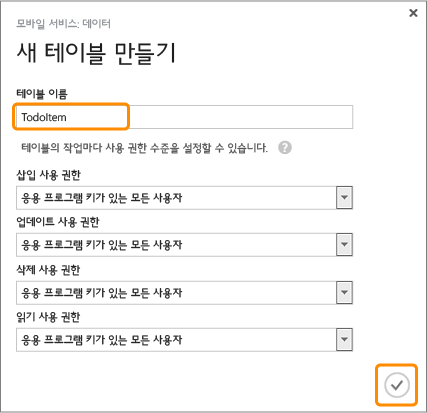 모바일 서비스: 데이터
새 테이블 만들기
테이블 이름
TodoItem
테이블의 작업마다 사용 권한 수준을 설정할 수 있습니다. ?
삽입 사용 권한
응용 프로그램 키가 있는 모든 사용자
업데이트 사용 권한
응용 프로그램 키가 있는 모든 사용자
삭제 사용 권한
응용 프로그램 키가 있는 모든 사용자
읽기 사용 권한
응용 프로그램 키가 있는 모든 사용자